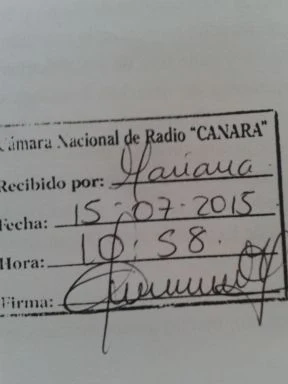 Cámara Nacional de Radio "CANARA"
Recibido por: Mariana
Fecha: 15-07-2015
Hora: 10:58.
Firma: